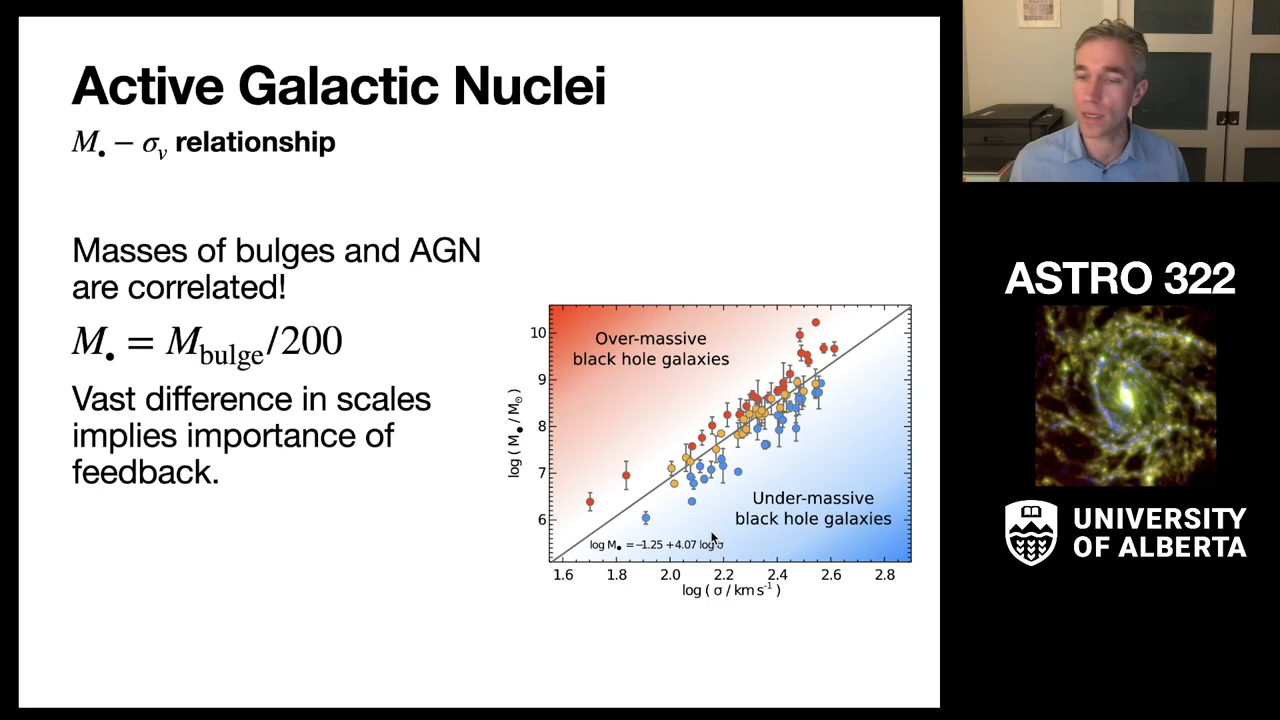 Active Galactic Nuclei
M• − σᵥ relationship
Masses of bulges and AGN
are correlated!
M• = M_bulge/200
Vast difference in scales
implies importance of
feedback.
Over-massive
black hole galaxies
Under-massive
black hole galaxies
log M• = −1.25 + 4.07 log σ
log ( M• / M⊙ )
10
9
8
7
6
1.6 1.8 2.0 2.2 2.4 2.6 2.8
log ( σ / km s⁻¹ )
ASTRO 322
UNIVERSITY
OF ALBERTA